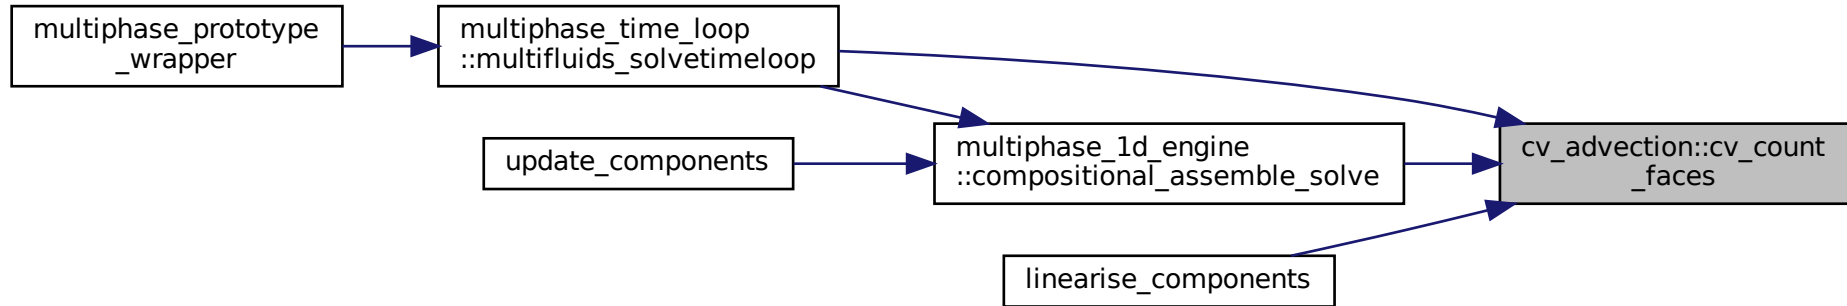 multiphase_prototype
_wrapper
multiphase_time_loop
::multifluids_solvetimeloop
update_components
multiphase_1d_engine
::compositional_assemble_solve
cv_advection::cv_count
_faces
linearise_components